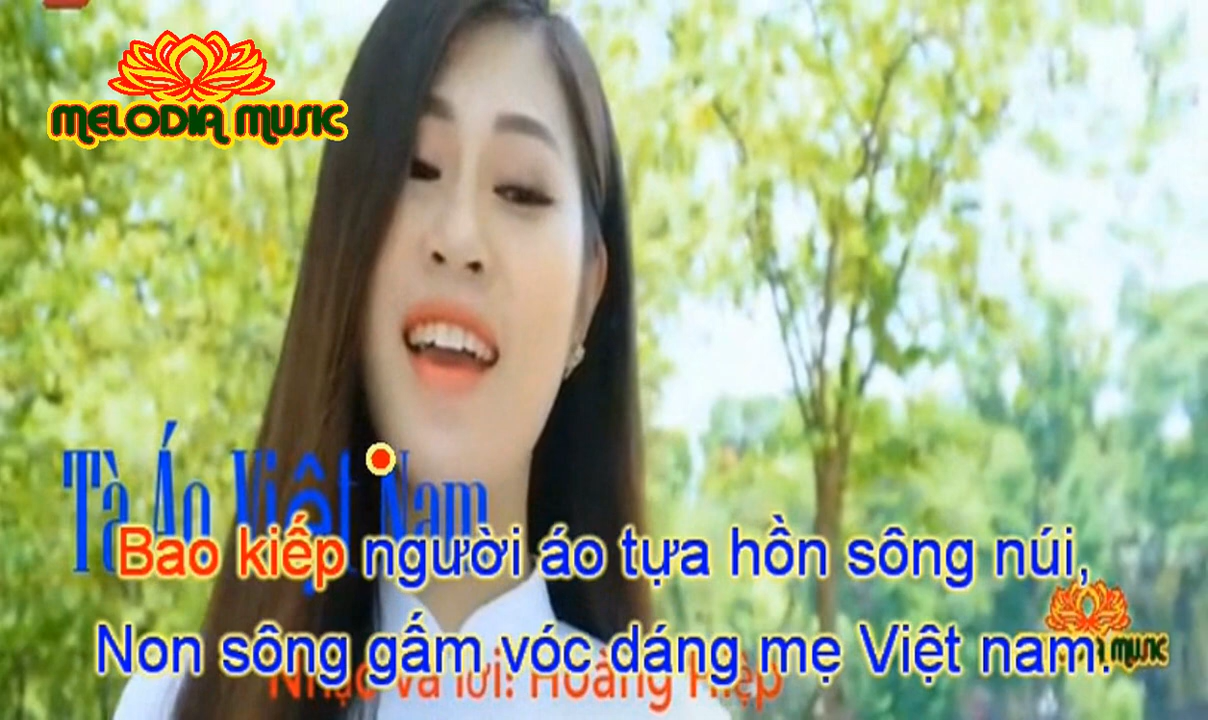 MELODIA MUSIC
Tà Áo Việt Nam
Bao kiếp người áo tựa hồn sông núi,
Non sông gấm vóc dáng mẹ Việt nam.
MUSIC
Nhạc và lời: Hoàng Hiệp